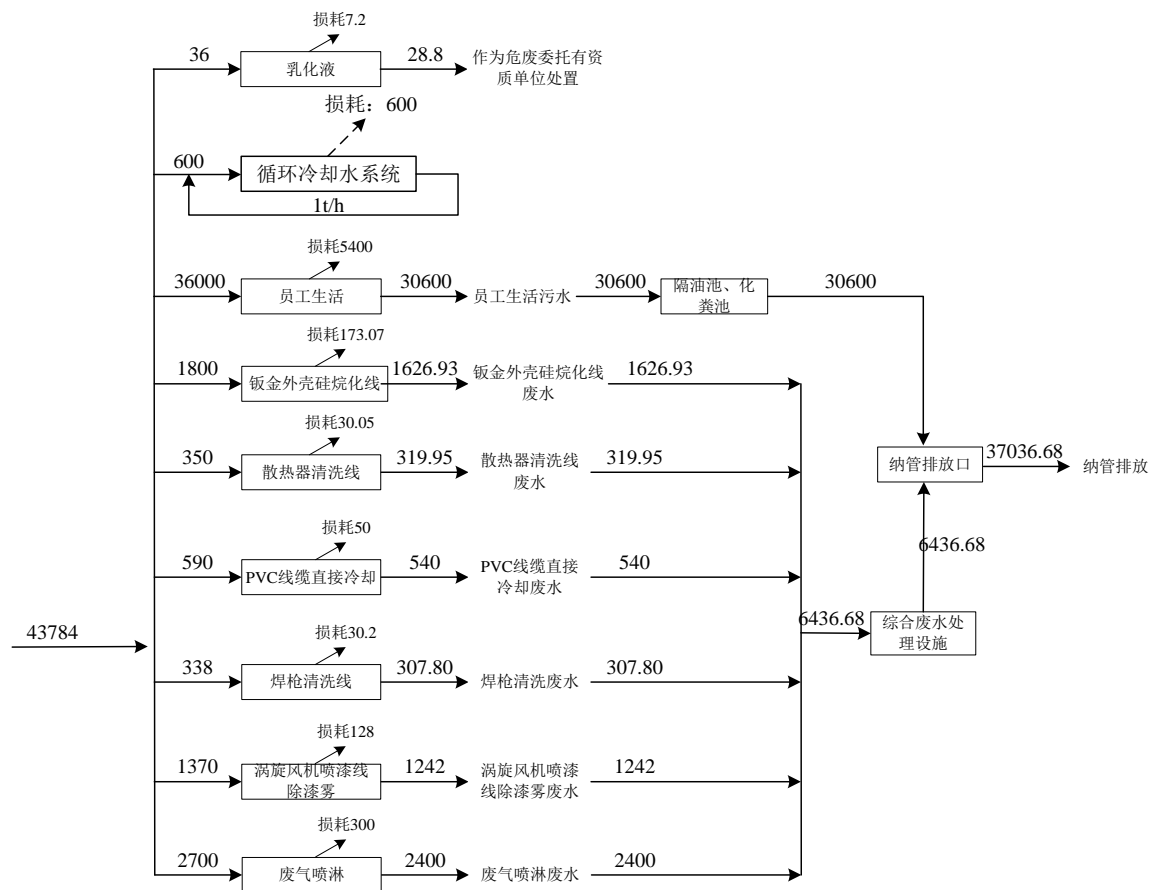 损耗7.2
36
乳化液
28.8
作为危废委托有资
质单位处置
损耗：600
600
循环冷却水系统
1t/h
损耗5400
36000
员工生活
30600
员工生活污水
30600
隔油池、化
粪池
30600
损耗173.07
1800
钣金外壳硅烷化线
1626.93
钣金外壳硅烷化线
废水
1626.93
损耗30.05
350
散热器清洗线
319.95
散热器清洗线
废水
319.95
纳管排放口
37036.68
纳管排放
损耗50
590
PVC线缆直接冷却
540
PVC线缆直接
冷却废水
540
6436.68
43784
6436.68
综合废水处
理设施
损耗30.2
338
焊枪清洗线
307.80
焊枪清洗废水
307.80
损耗128
1370
涡旋风机喷漆线
除漆雾
1242
涡旋风机喷漆
线除漆雾废水
1242
损耗300
2700
废气喷淋
2400
废气喷淋废水
2400